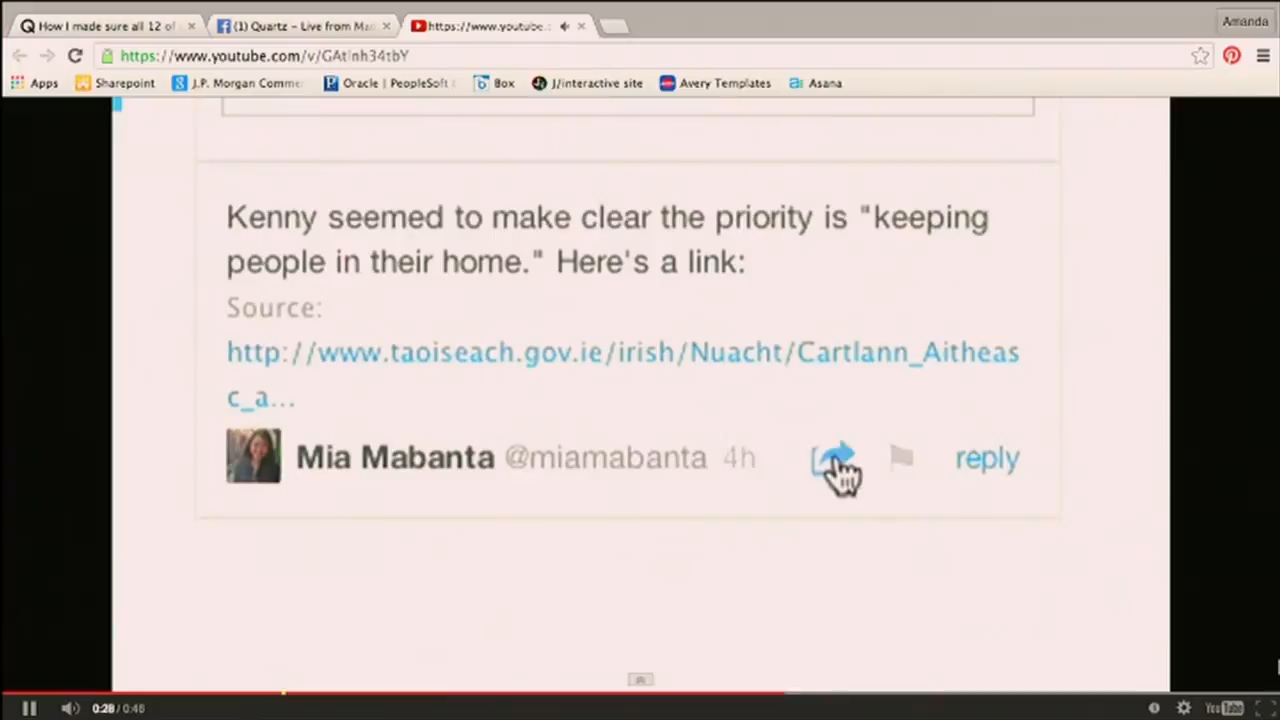 How I made sure all 12 of
(1) Quartz – Live from Mar
https://www.youtube.
Amanda
https://www.youtube.com/v/GAtlnh34tbY
Apps
Sharepoint
J.P. Morgan Comme
Oracle | PeopleSoft
Box
J/interactive site
Avery Templates
Asana
Kenny seemed to make clear the priority is "keeping
people in their home." Here's a link:
Source:
http://www.taoiseach.gov.ie/irish/Nuacht/Cartlann_Aitheas
c_a...
Mia Mabanta @miamabanta 4h
reply
0:28 / 0:48
YouTube